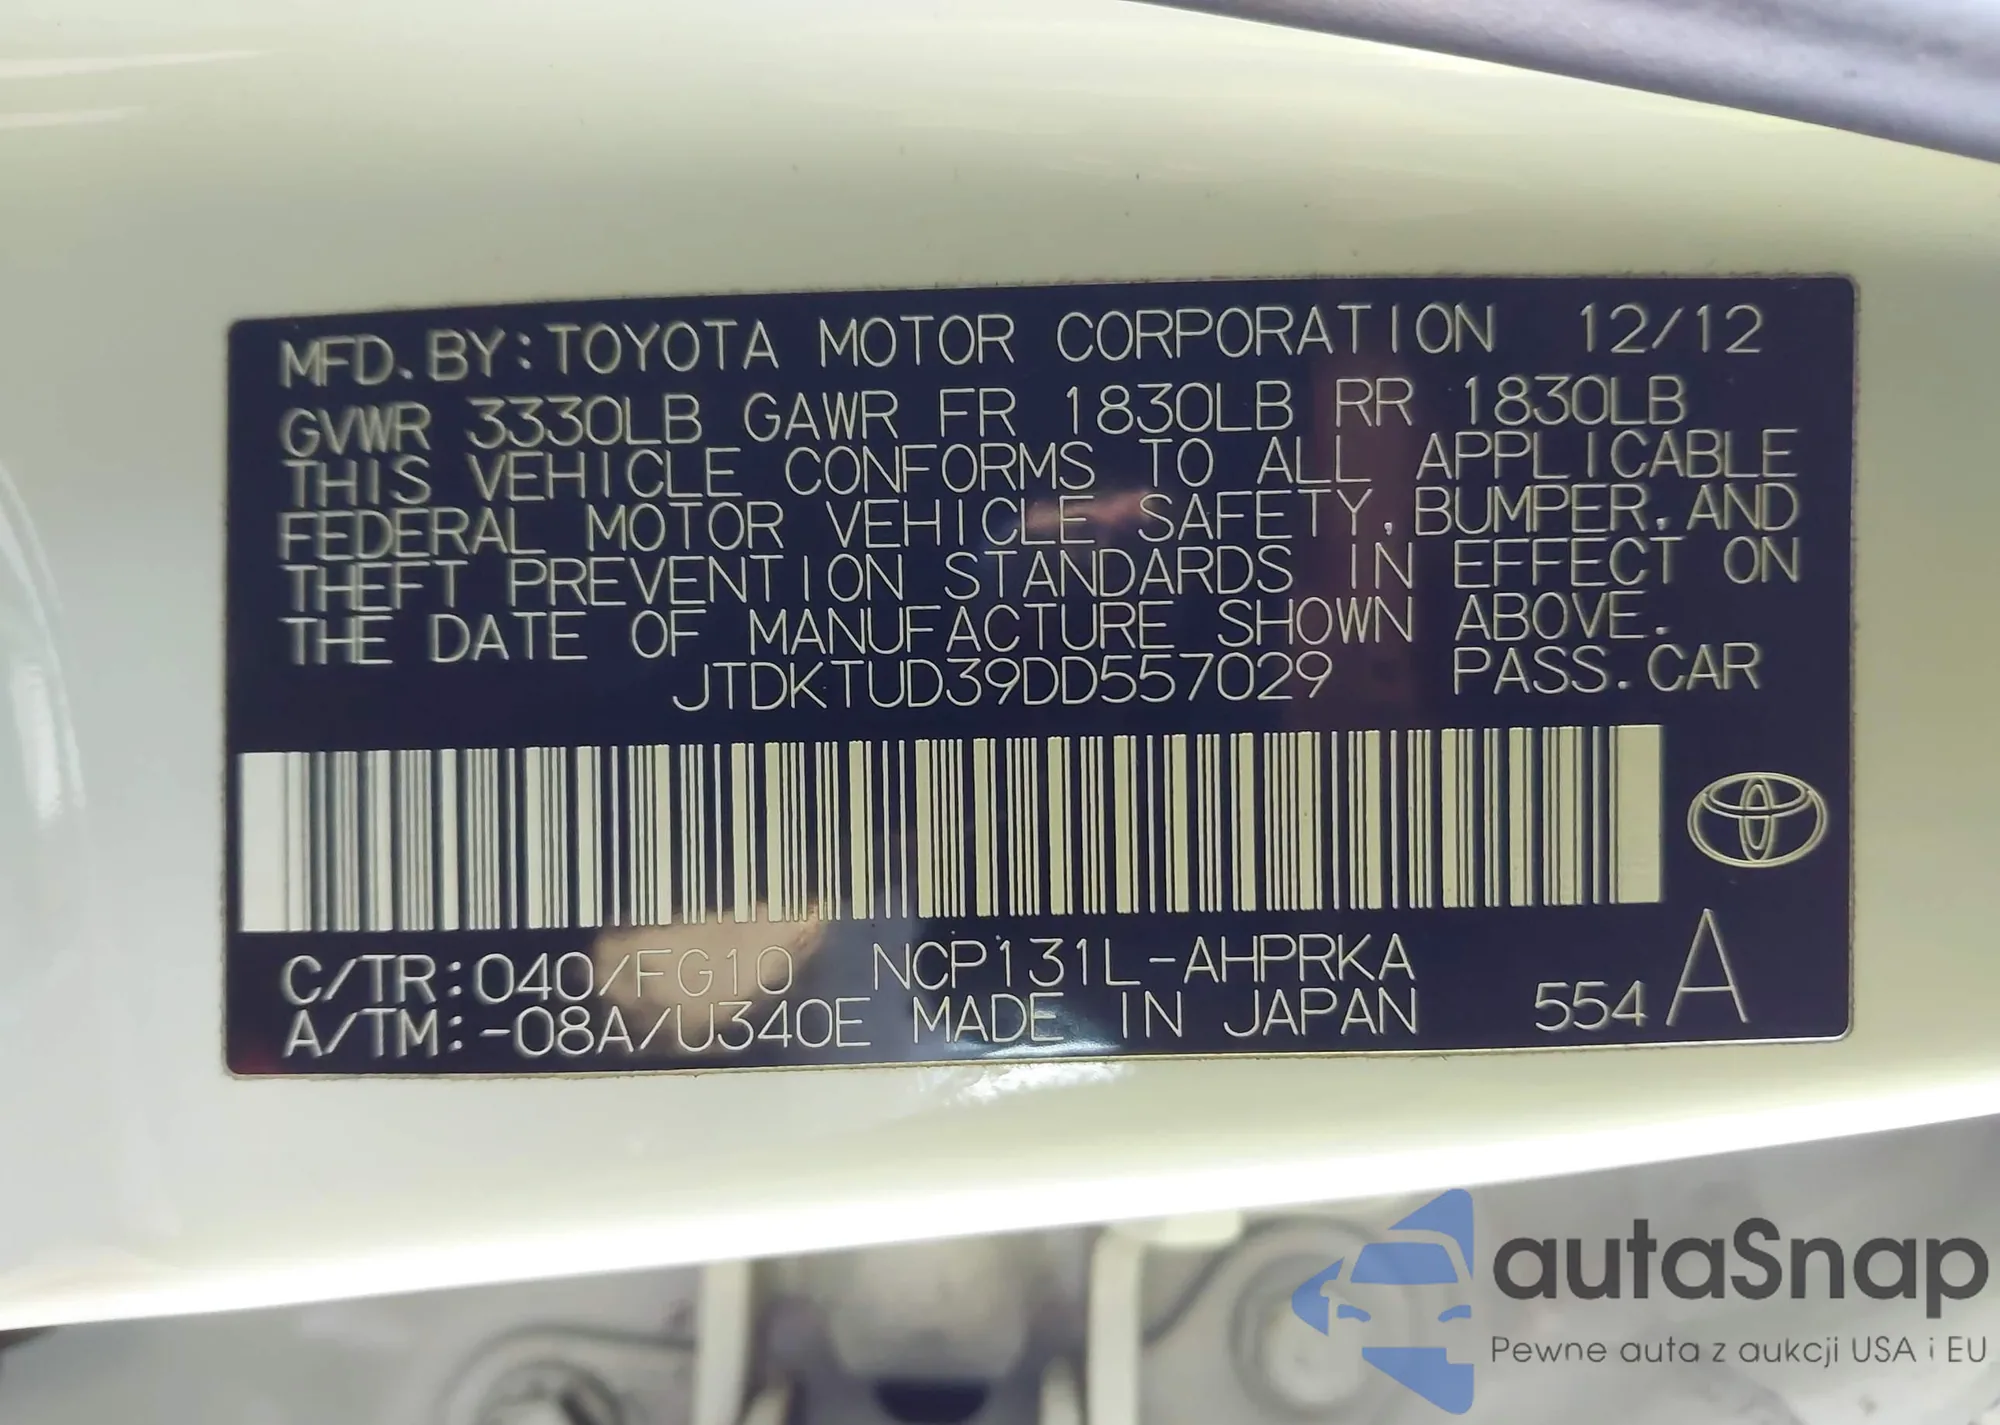 MFD. BY: TOYOTA MOTOR CORPORATION 12/12
GVWR 3330LB GAWR FR 1830LB RR 1830LB
THIS VEHICLE CONFORMS TO ALL APPLICABLE
FEDERAL MOTOR VEHICLE SAFETY, BUMPER, AND
THEFT PREVENTION STANDARDS IN EFFECT ON
THE DATE OF MANUFACTURE SHOWN ABOVE.
JTDKTUD39DD557029 PASS. CAR
C/TR: 040/FG10 NCP131L-AHPRKA
A/TM: -08A/U340E MADE IN JAPAN 554 A
autaSnap
Pewne auta z aukcji USA i EU